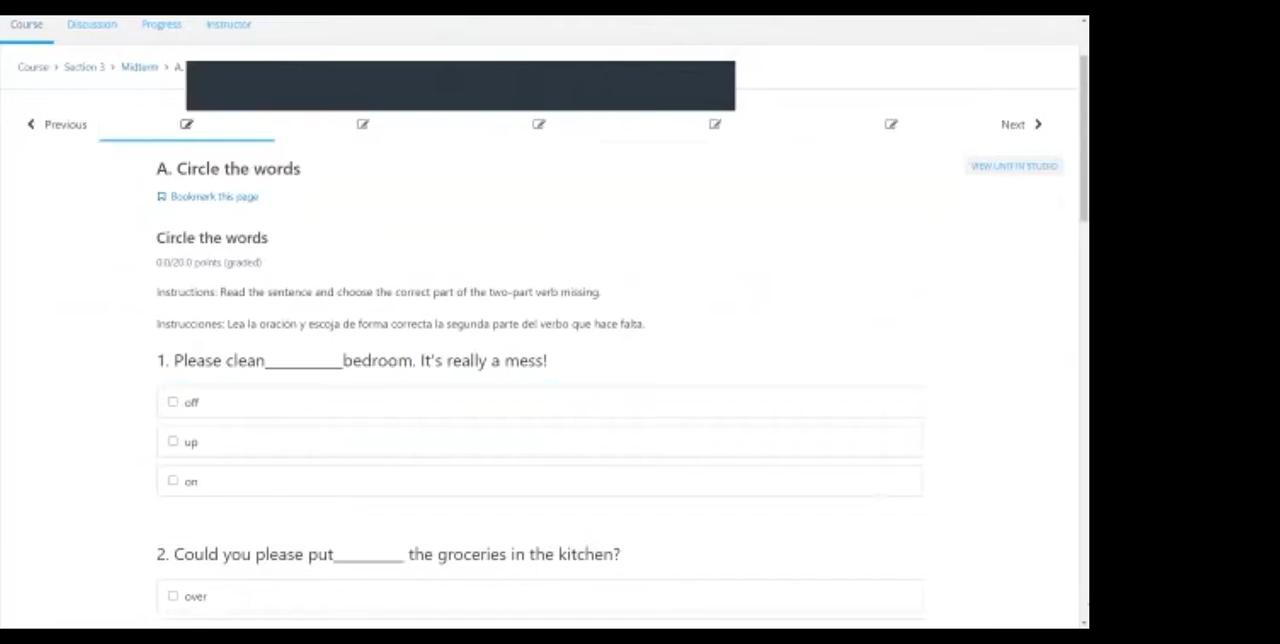 Course Discussion Progress Instructor
Course > Section 3 > Midterm > A.
Previous Next
A. Circle the words
VIEW UNIT IN STUDIO
Bookmark this page
Circle the words
0.0/20.0 points (graded)
Instructions: Read the sentence and choose the correct part of the two-part verb missing.
Instrucciones: Lea la oración y escoja de forma correcta la segunda parte del verbo que hace falta.
1. Please clean_________bedroom. It's really a mess!
off
up
on
2. Could you please put________ the groceries in the kitchen?
over